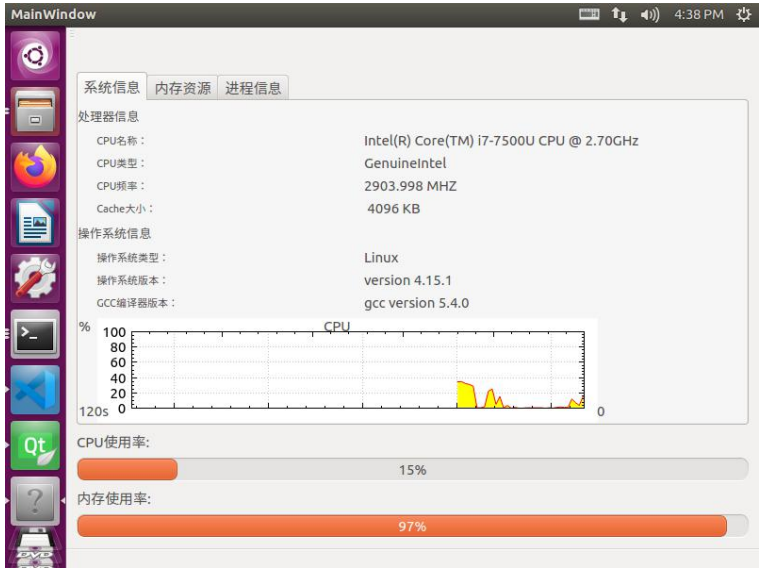 MainWindow 4:38 PM
系统信息 内存资源 进程信息
处理器信息
CPU名称： Intel(R) Core(TM) i7-7500U CPU @ 2.70GHz
CPU类型： GenuineIntel
CPU频率： 2903.998 MHZ
Cache大小： 4096 KB
操作系统信息
操作系统类型： Linux
操作系统版本： version 4.15.1
GCC编译器版本： gcc version 5.4.0
% CPU
100
80
60
40
20
120s 0 0
CPU使用率:
15%
内存使用率:
97%
Qt
DVD